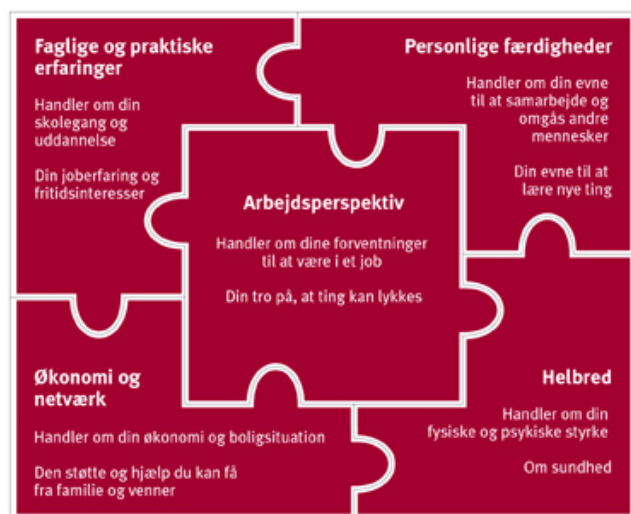 Faglige og praktiske
erfaringer
Handler om din
skolegang og
uddannelse
Din joberfaring og
fritidsinteresser
Personlige færdigheder
Handler om din evne
til at samarbejde og
omgås andre
mennesker
Din evne til at
lære nye ting
Arbejdsperspektiv
Handler om dine forventninger
til at være i et job
Din tro på, at ting kan lykkes
Økonomi og
netværk
Handler om din økonomi og boligsituation
Den støtte og hjælp du kan få
fra familie og venner
Helbred
Handler om din
fysiske og psykiske styrke
Om sundhed